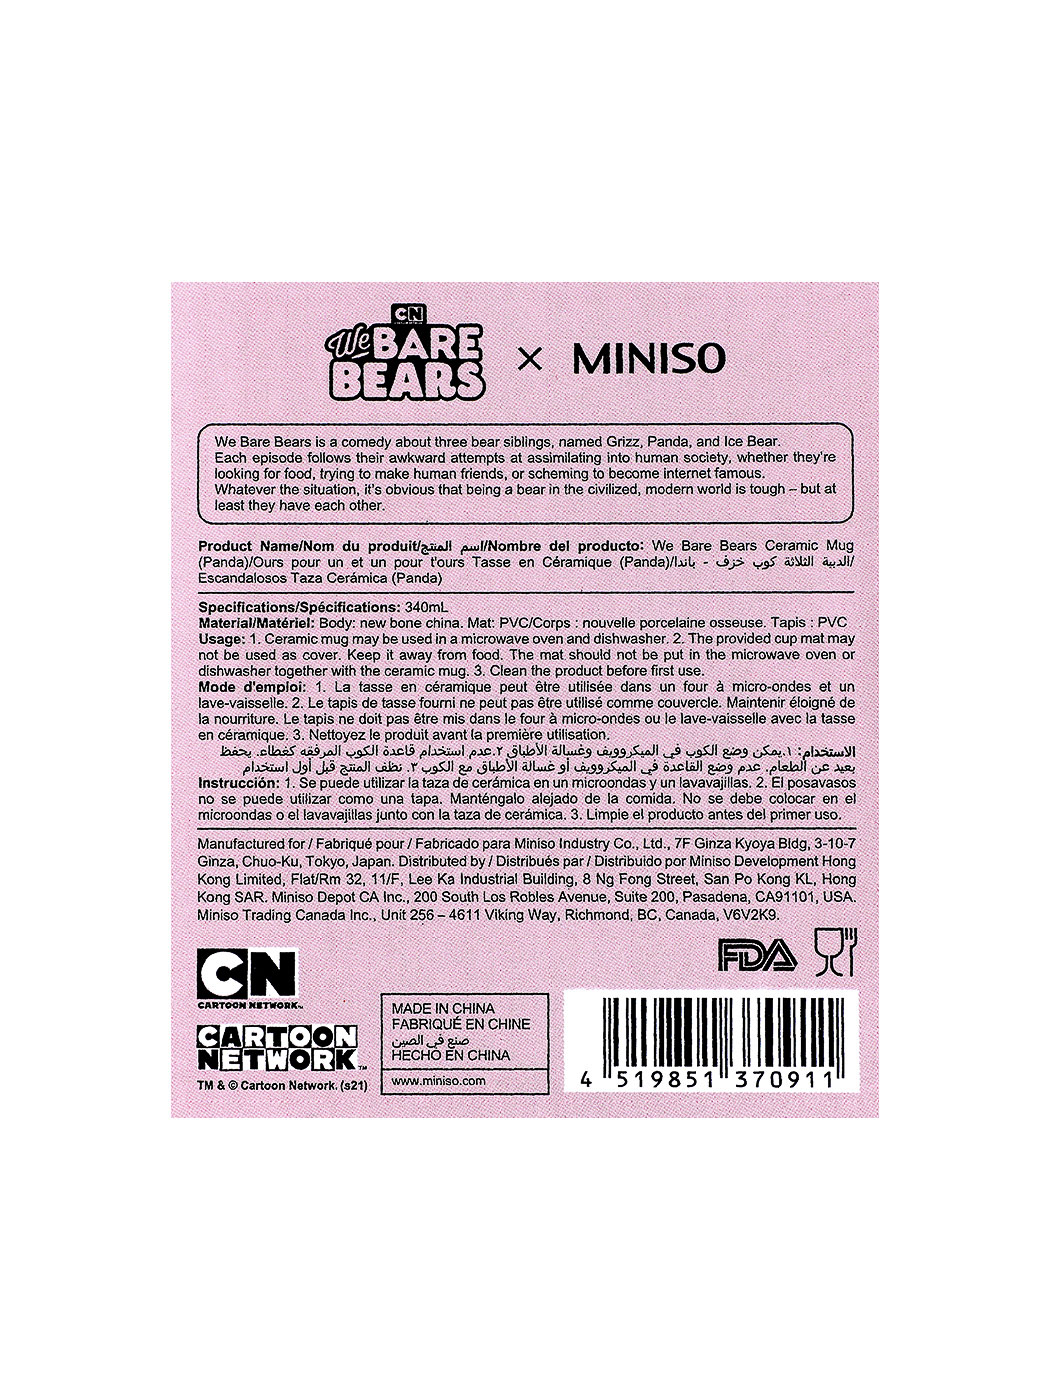 CN
We BARE BEARS × MINISO
We Bare Bears is a comedy about three bear siblings, named Grizz, Panda, and Ice Bear.
Each episode follows their awkward attempts at assimilating into human society, whether they're
looking for food, trying to make human friends, or scheming to become internet famous.
Whatever the situation, it's obvious that being a bear in the civilized, modern world is tough – but at
least they have each other.
Product Name/Nom du produit/اسم المنتج/Nombre del producto: We Bare Bears Ceramic Mug
(Panda)/Ours pour un et un pour t'ours Tasse en Céramique (Panda)/الدببة الثلاثة كوب خزف - باندا/
Escandalosos Taza Cerámica (Panda)
Specifications/Spécifications: 340mL
Material/Matériel: Body: new bone china. Mat: PVC/Corps : nouvelle porcelaine osseuse. Tapis : PVC
Usage: 1. Ceramic mug may be used in a microwave oven and dishwasher. 2. The provided cup mat may
not be used as cover. Keep it away from food. The mat should not be put in the microwave oven or
dishwasher together with the ceramic mug. 3. Clean the product before first use.
Mode d'emploi: 1. La tasse en céramique peut être utilisée dans un four à micro-ondes et un
lave-vaisselle. 2. Le tapis de tasse fourni ne peut pas être utilisé comme couvercle. Maintenir éloigné de
la nourriture. Le tapis ne doit pas être mis dans le four à micro-ondes ou le lave-vaisselle avec la tasse
en céramique. 3. Nettoyez le produit avant la première utilisation.
الاستخدام: ١.يمكن وضع الكوب في الميكروويف وغسالة الأطباق ٢.عدم استخدام قاعدة الكوب المرفقه كغطاء. يحفظ
بعيد عن الطعام. عدم وضع القاعدة في الميكروويف أو غسالة الأطباق مع الكوب ٣. نظف المنتج قبل أول استخدام
Instrucción: 1. Se puede utilizar la taza de cerámica en un microondas y un lavavajillas. 2. El posavasos
no se puede utilizar como una tapa. Manténgalo alejado de la comida. No se debe colocar en el
microondas o el lavavajillas junto con la taza de cerámica. 3. Limpie el producto antes del primer uso.
Manufactured for / Fabriqué pour / Fabricado para Miniso Industry Co., Ltd., 7F Ginza Kyoya Bldg, 3-10-7
Ginza, Chuo-Ku, Tokyo, Japan. Distributed by / Distribués par / Distribuido por Miniso Development Hong
Kong Limited, Flat/Rm 32, 11/F, Lee Ka Industrial Building, 8 Ng Fong Street, San Po Kong KL, Hong
Kong SAR. Miniso Depot CA Inc., 200 South Los Robles Avenue, Suite 200, Pasadena, CA91101, USA.
Miniso Trading Canada Inc., Unit 256 – 4611 Viking Way, Richmond, BC, Canada, V6V2K9.
FDA
CN
CARTOON NETWORK™
CARTOON
NETWORK™
TM & © Cartoon Network. (s21)
MADE IN CHINA
FABRIQUÉ EN CHINE
صنع في الصين
HECHO EN CHINA
www.miniso.com
4 519851 370911